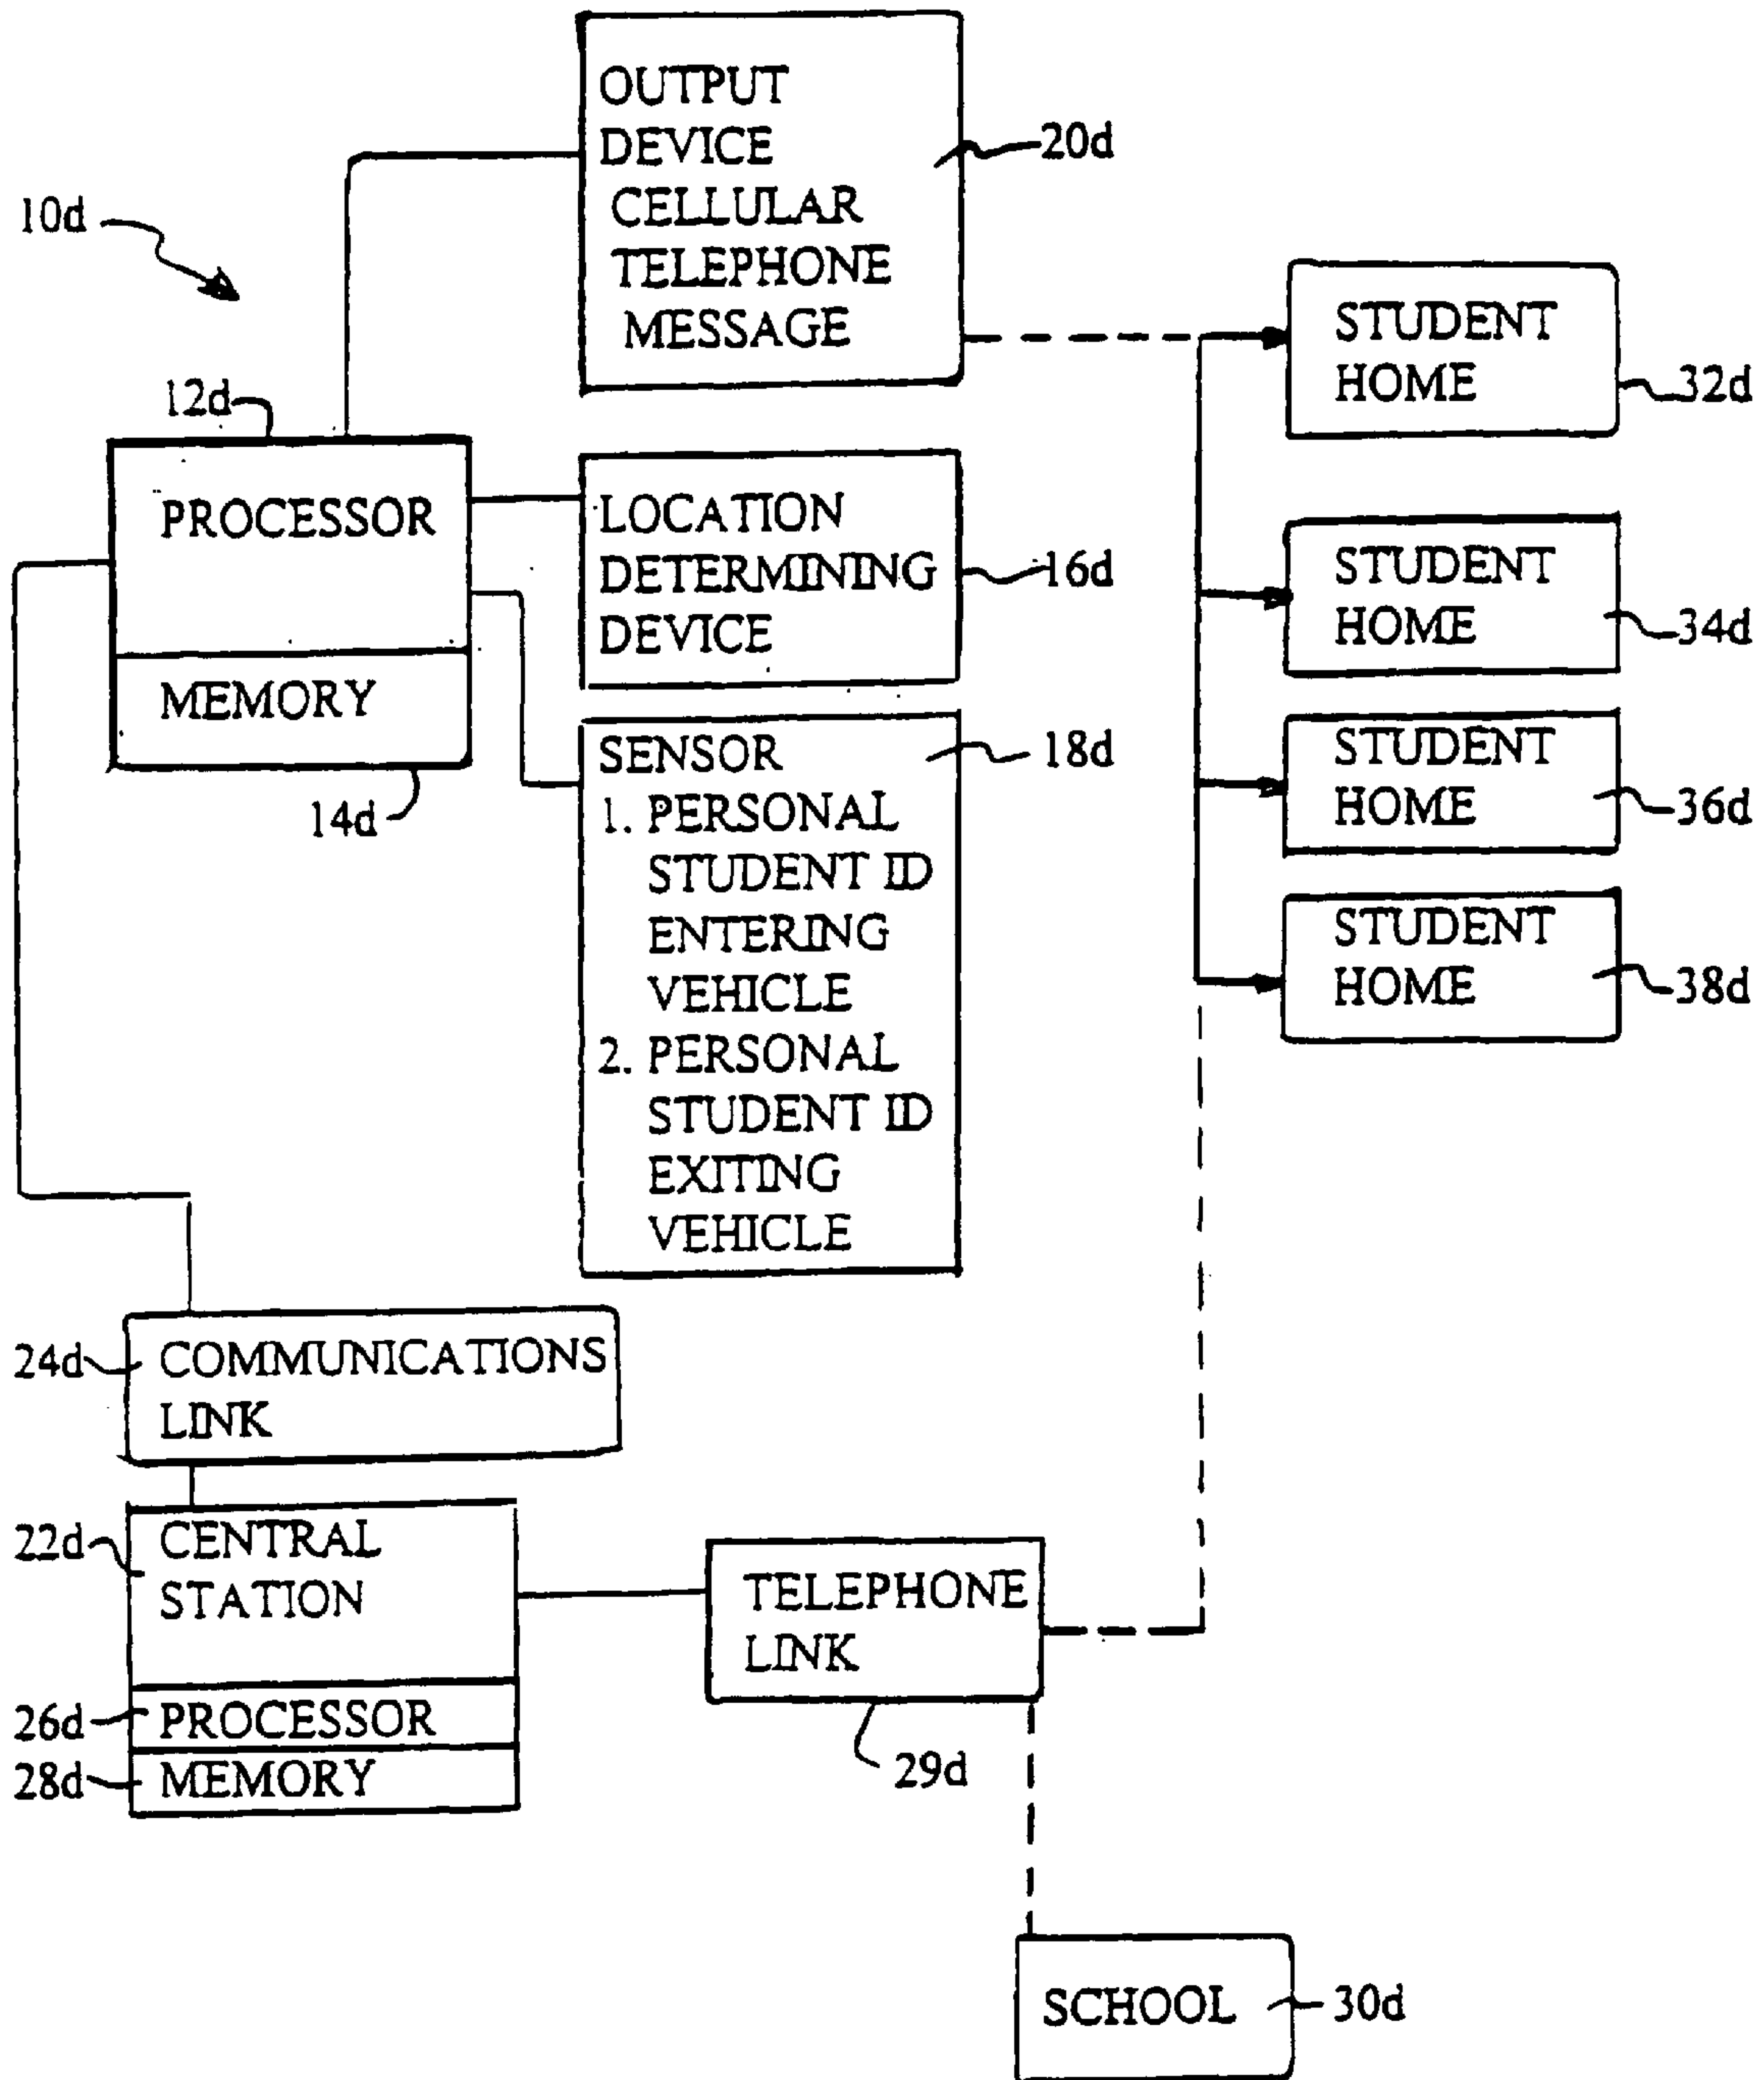 OUTPUT
DEVICE
CELLULAR
TELEPHONE
MESSAGE
20d
10d
STUDENT
HOME
32d
12d
PROCESSOR
MEMORY
14d
LOCATION
DETERMINING
DEVICE
16d
STUDENT
HOME
34d
SENSOR
1. PERSONAL
STUDENT ID
ENTERING
VEHICLE
2. PERSONAL
STUDENT ID
EXITING
VEHICLE
18d
STUDENT
HOME
36d
STUDENT
HOME
38d
24d
COMMUNICATIONS
LINK
22d
CENTRAL
STATION
26d
PROCESSOR
28d
MEMORY
TELEPHONE
LINK
29d
SCHOOL
30d